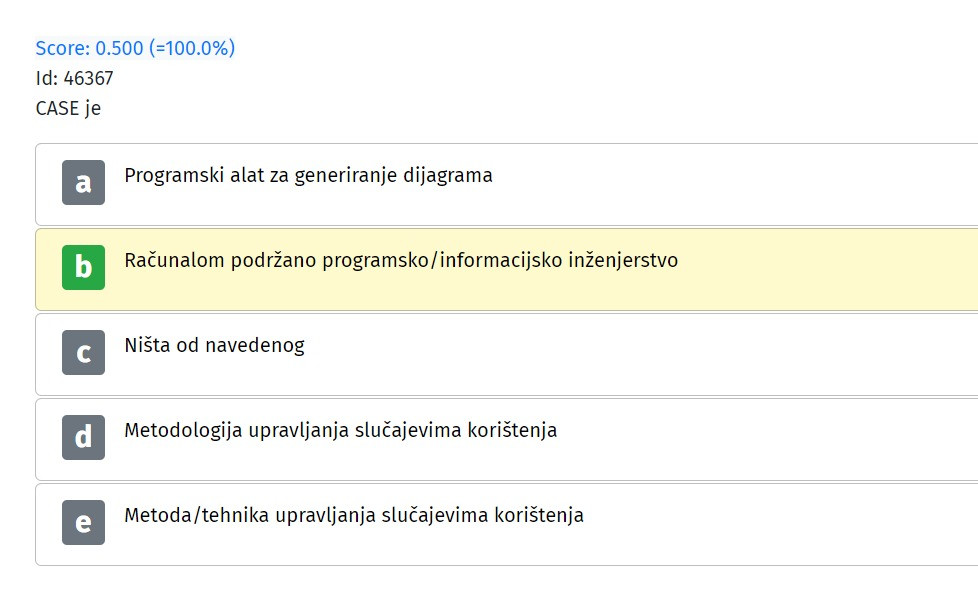 Score: 0.500 (=100.0%)
Id: 46367
CASE je
a Programski alat za generiranje dijagrama
b Računalom podržano programsko/informacijsko inženjerstvo
c Ništa od navedenog
d Metodologija upravljanja slučajevima korištenja
e Metoda/tehnika upravljanja slučajevima korištenja